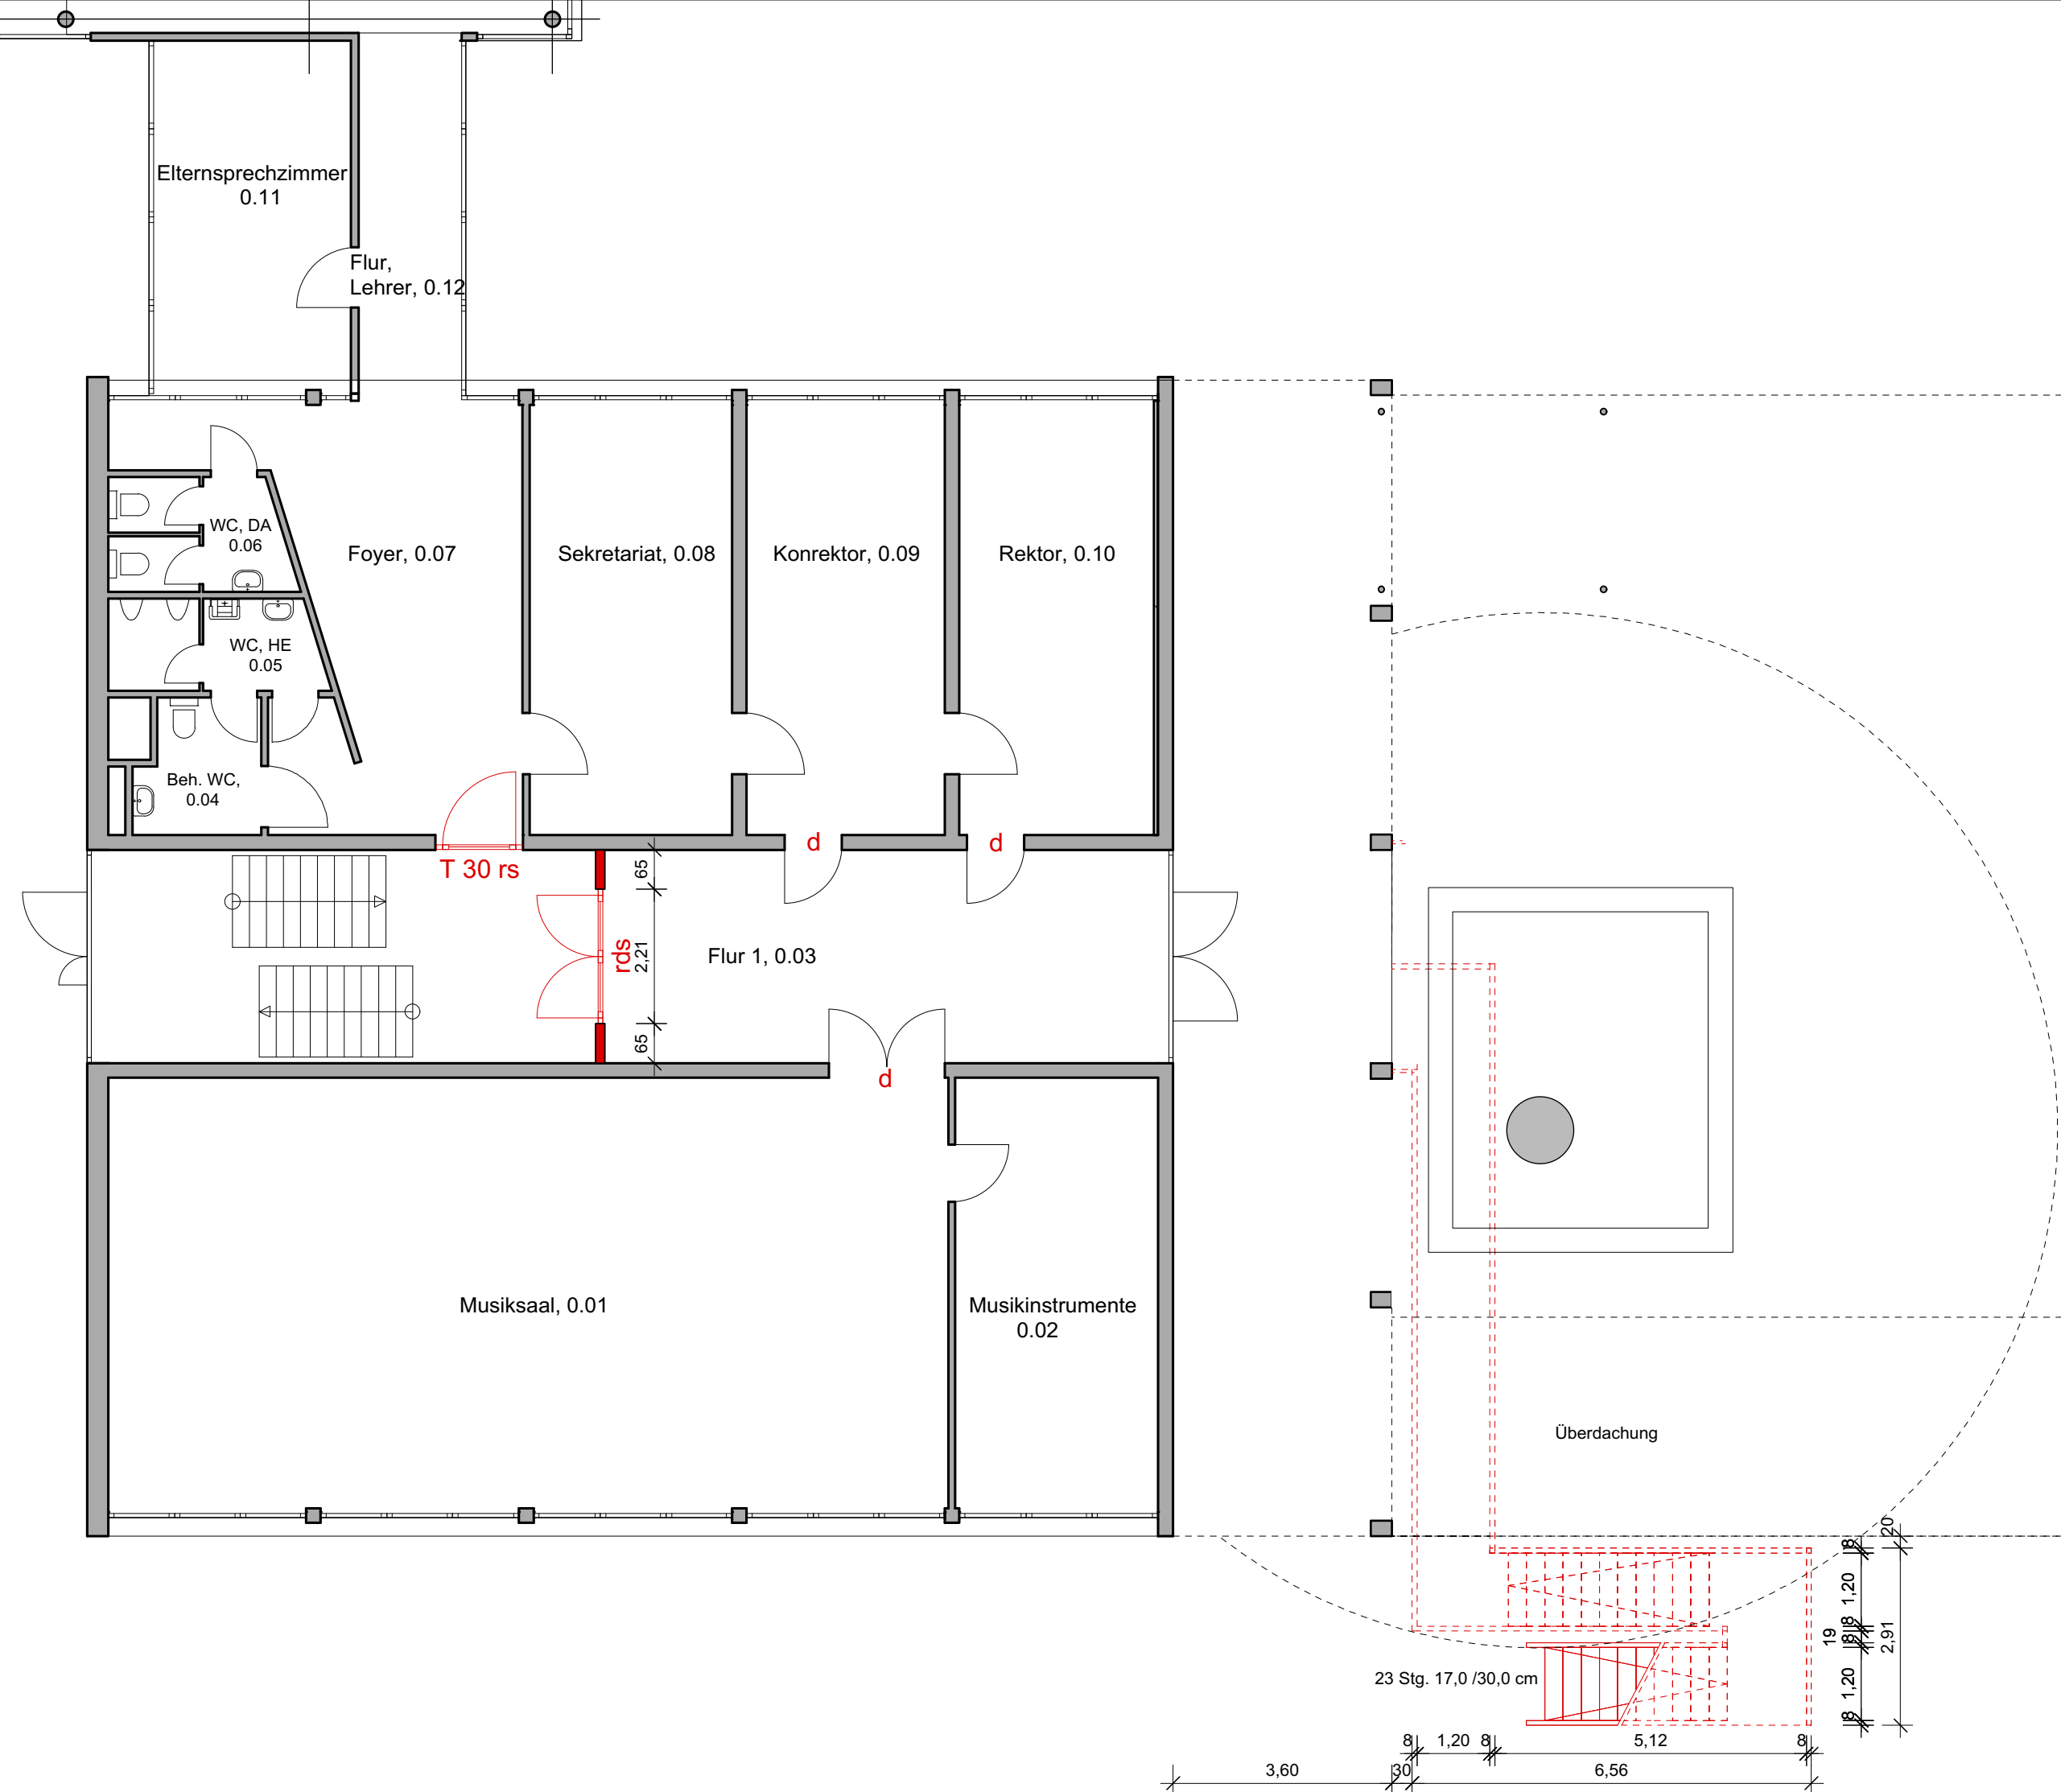 Elternsprechzimmer
0.11
Flur,
Lehrer, 0.12
WC, DA
0.06
Foyer, 0.07
Sekretariat, 0.08
Konrektor, 0.09
Rektor, 0.10
WC, HE
0.05
Beh. WC,
0.04
T 30 rs
d
d
65
rds
2,21
65
Flur 1, 0.03
d
Musiksaal, 0.01
Musikinstrumente
0.02
Überdachung
20
8
1,20
8
19
8
2,91
1,20
8
23 Stg. 17,0 /30,0 cm
8
1,20
8
5,12
8
3,60
30
6,56